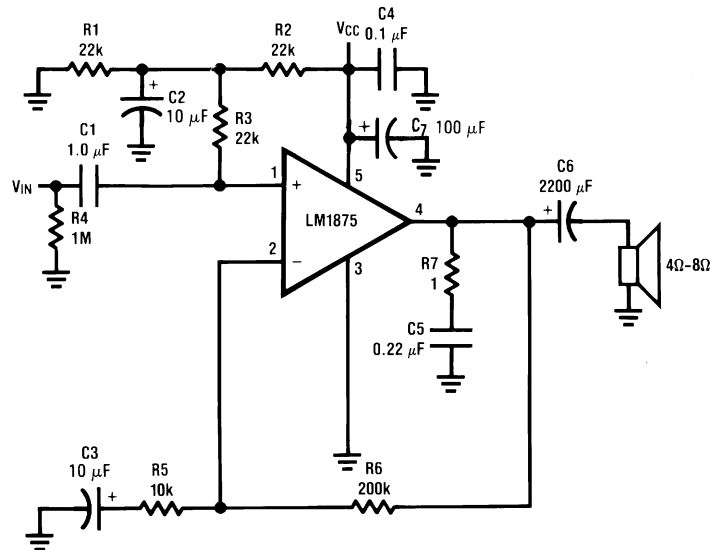 R1
22k
R2
22k
VCC
C4
0.1 μF
+
C2
10 μF
R3
22k
+
C7 100 μF
C1
1.0 μF
VIN
R4
1M
1
+
5
LM1875
4
2
−
3
C6
2200 μF
+
R7
1
4Ω-8Ω
C5
0.22 μF
C3
10 μF
+
R5
10k
R6
200k